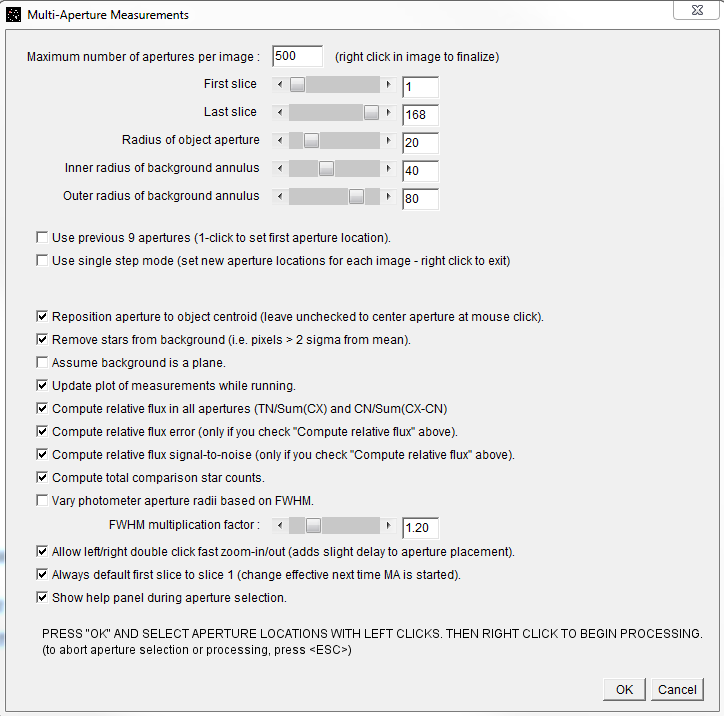 Multi-Aperture Measurements
Maximum number of apertures per image : 500 (right click in image to finalize)
First slice 1
Last slice 168
Radius of object aperture 20
Inner radius of background annulus 40
Outer radius of background annulus 80
Use previous 9 apertures (1-click to set first aperture location).
Use single step mode (set new aperture locations for each image - right click to exit)
Reposition aperture to object centroid (leave unchecked to center aperture at mouse click).
Remove stars from background (i.e. pixels > 2 sigma from mean).
Assume background is a plane.
Update plot of measurements while running.
Compute relative flux in all apertures (TN/Sum(CX) and CN/Sum(CX-CN)
Compute relative flux error (only if you check "Compute relative flux" above).
Compute relative flux signal-to-noise (only if you check "Compute relative flux" above).
Compute total comparison star counts.
Vary photometer aperture radii based on FWHM.
FWHM multiplication factor : 1.20
Allow left/right double click fast zoom-in/out (adds slight delay to aperture placement).
Always default first slice to slice 1 (change effective next time MA is started).
Show help panel during aperture selection.
PRESS "OK" AND SELECT APERTURE LOCATIONS WITH LEFT CLICKS. THEN RIGHT CLICK TO BEGIN PROCESSING.
(to abort aperture selection or processing, press <ESC>)
OK Cancel